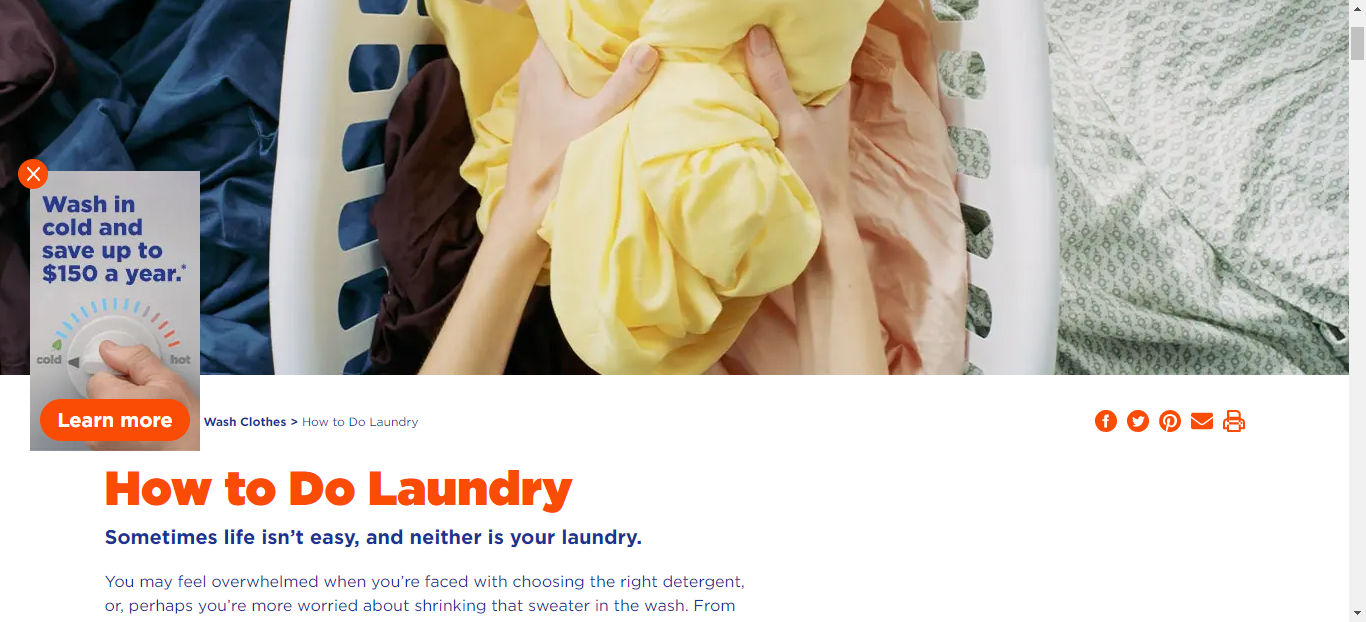 Wash in
cold and
save up to
$150 a year.*
cold
hot
Learn more
Wash Clothes > How to Do Laundry
How to Do Laundry
Sometimes life isn’t easy, and neither is your laundry.
You may feel overwhelmed when you’re faced with choosing the right detergent,
or, perhaps you’re more worried about shrinking that sweater in the wash. From